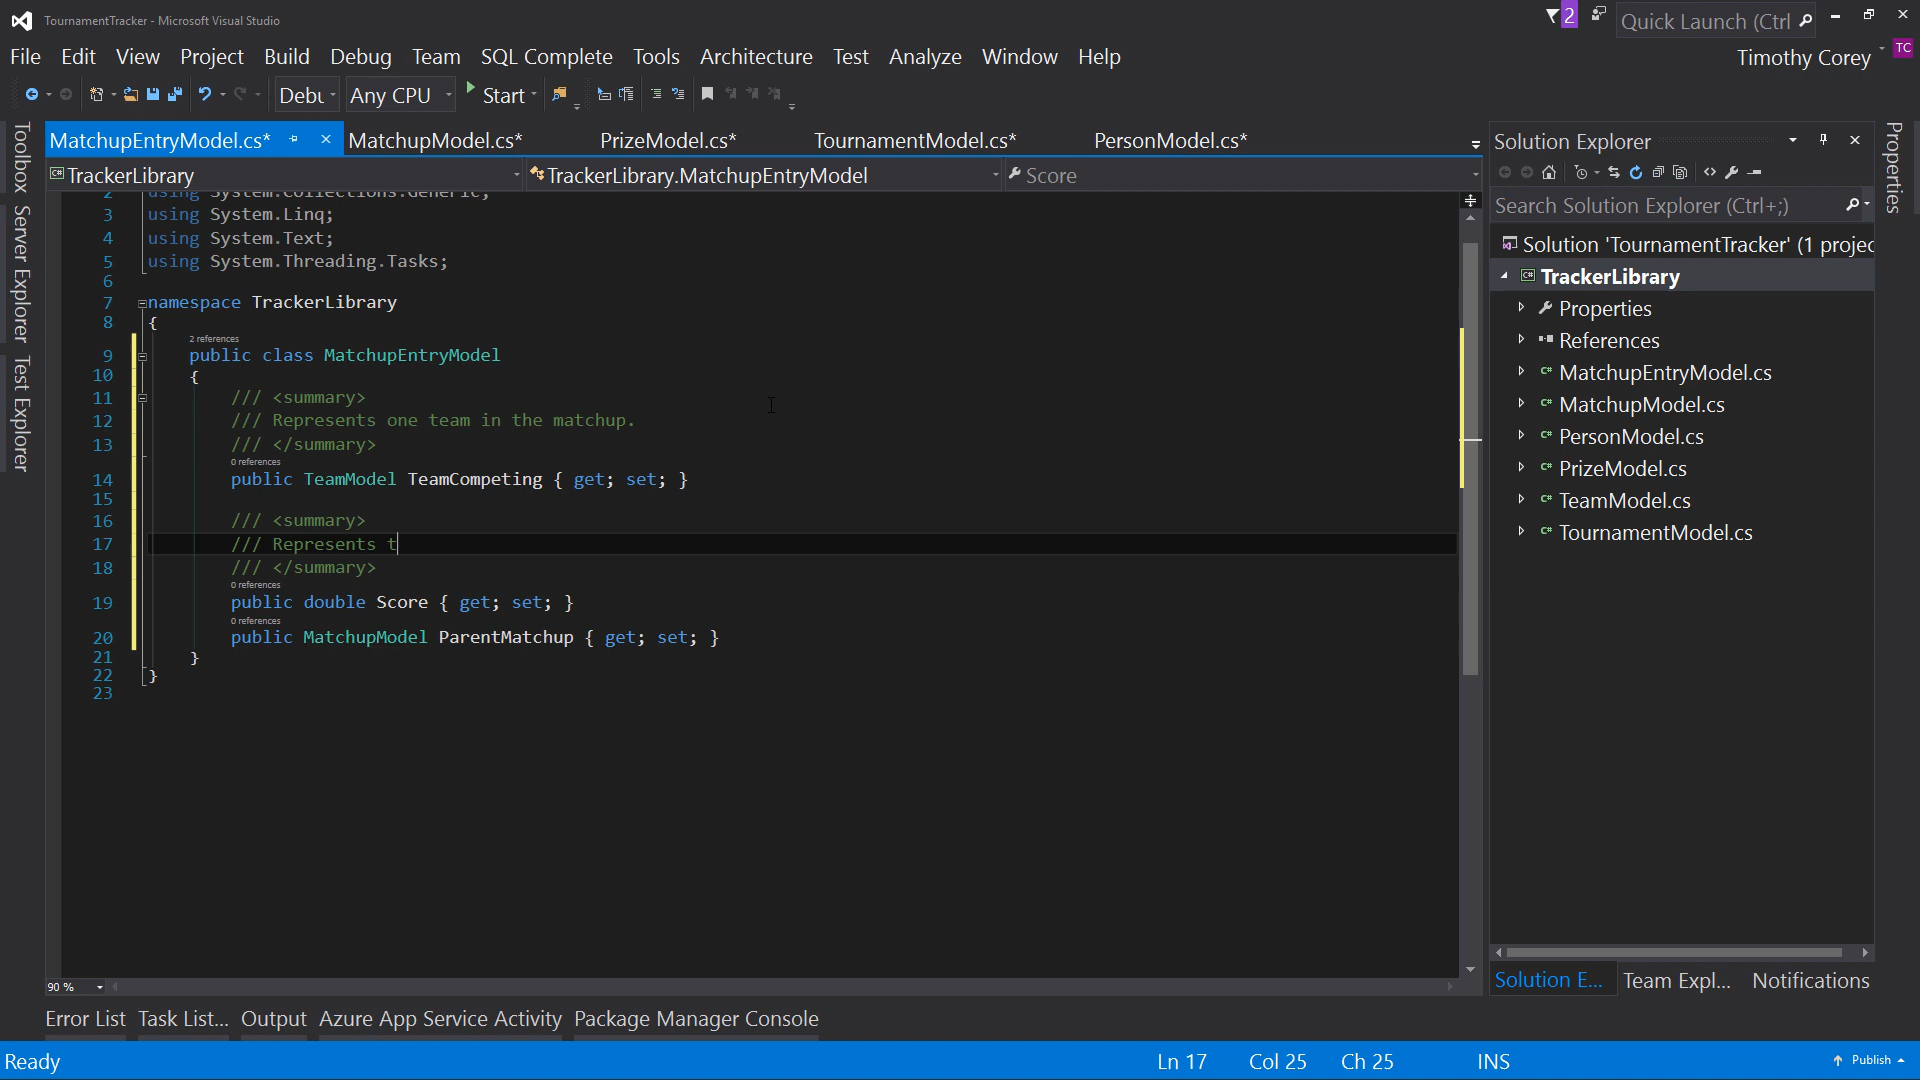 TournamentTracker - Microsoft Visual Studio
2
Quick Launch (Ctrl
File Edit View Project Build Debug Team SQL Complete Tools Architecture Test Analyze Window Help
Timothy Corey TC
Debu Any CPU Start
MatchupEntryModel.cs* MatchupModel.cs* PrizeModel.cs* TournamentModel.cs* PersonModel.cs*
TrackerLibrary TrackerLibrary.MatchupEntryModel Score
2 using System.Collections.Generic;
3 using System.Linq;
4 using System.Text;
5 using System.Threading.Tasks;
6
7 namespace TrackerLibrary
8 {
2 references
9 public class MatchupEntryModel
10 {
11 /// <summary>
12 /// Represents one team in the matchup.
13 /// </summary>
0 references
14 public TeamModel TeamCompeting { get; set; }
15
16 /// <summary>
17 /// Represents t
18 /// </summary>
0 references
19 public double Score { get; set; }
0 references
20 public MatchupModel ParentMatchup { get; set; }
21 }
22 }
23
90 %
Toolbox
Server Explorer
Test Explorer
Solution Explorer
Search Solution Explorer (Ctrl+;)
Solution 'TournamentTracker' (1 projec
TrackerLibrary
Properties
References
MatchupEntryModel.cs
MatchupModel.cs
PersonModel.cs
PrizeModel.cs
TeamModel.cs
TournamentModel.cs
Solution E... Team Expl... Notifications
Properties
Error List Task List... Output Azure App Service Activity Package Manager Console
Ready Ln 17 Col 25 Ch 25 INS Publish